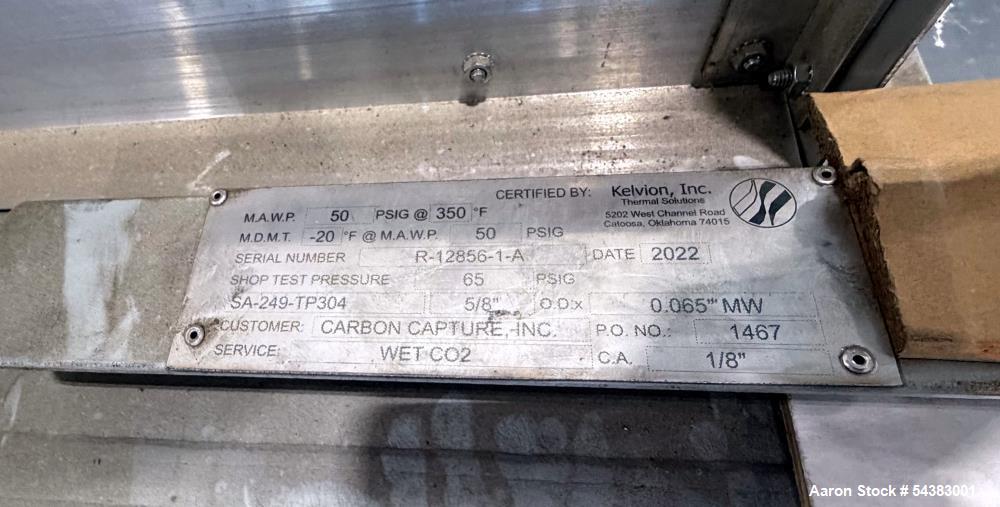 CERTIFIED BY: Kelvion, Inc.
Thermal Solutions
5202 West Channel Road
Catoosa, Oklahoma 74015
M.A.W.P. 50 PSIG @ 350 °F
M.D.M.T. -20 °F @ M.A.W.P. 50 PSIG
SERIAL NUMBER R-12856-1-A DATE 2022
SHOP TEST PRESSURE 65 PSIG
SA-249-TP304 5/8" O.D.x 0.065" MW
CUSTOMER: CARBON CAPTURE, INC. P.O. NO.: 1467
SERVICE: WET CO2 C.A. 1/8"
Aaron Stock # 54383001